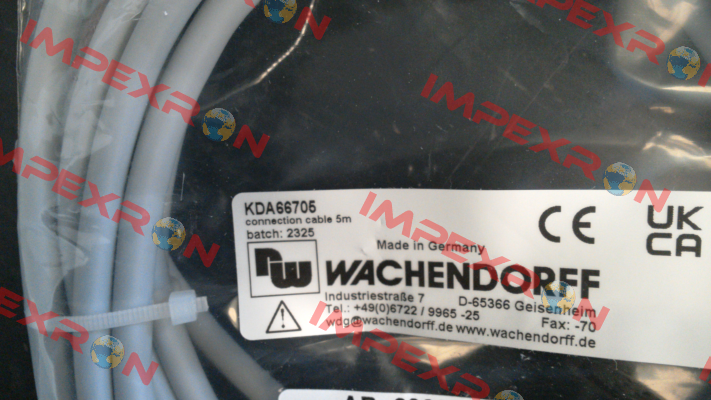 KDA66705
connection cable 5m
batch: 2325
CE
UK
CA
Made in Germany
nw WACHENDORFF
Industriestraße 7 D-65366 Geisenheim
Tel.: +49(0)6722 / 9965 -25 Fax: -70
wdg@wachendorff.de www.wachendorff.de
IMPEXRON
IMPEXRON
IMPEXRON
IMPEXRON
IMPEXRON